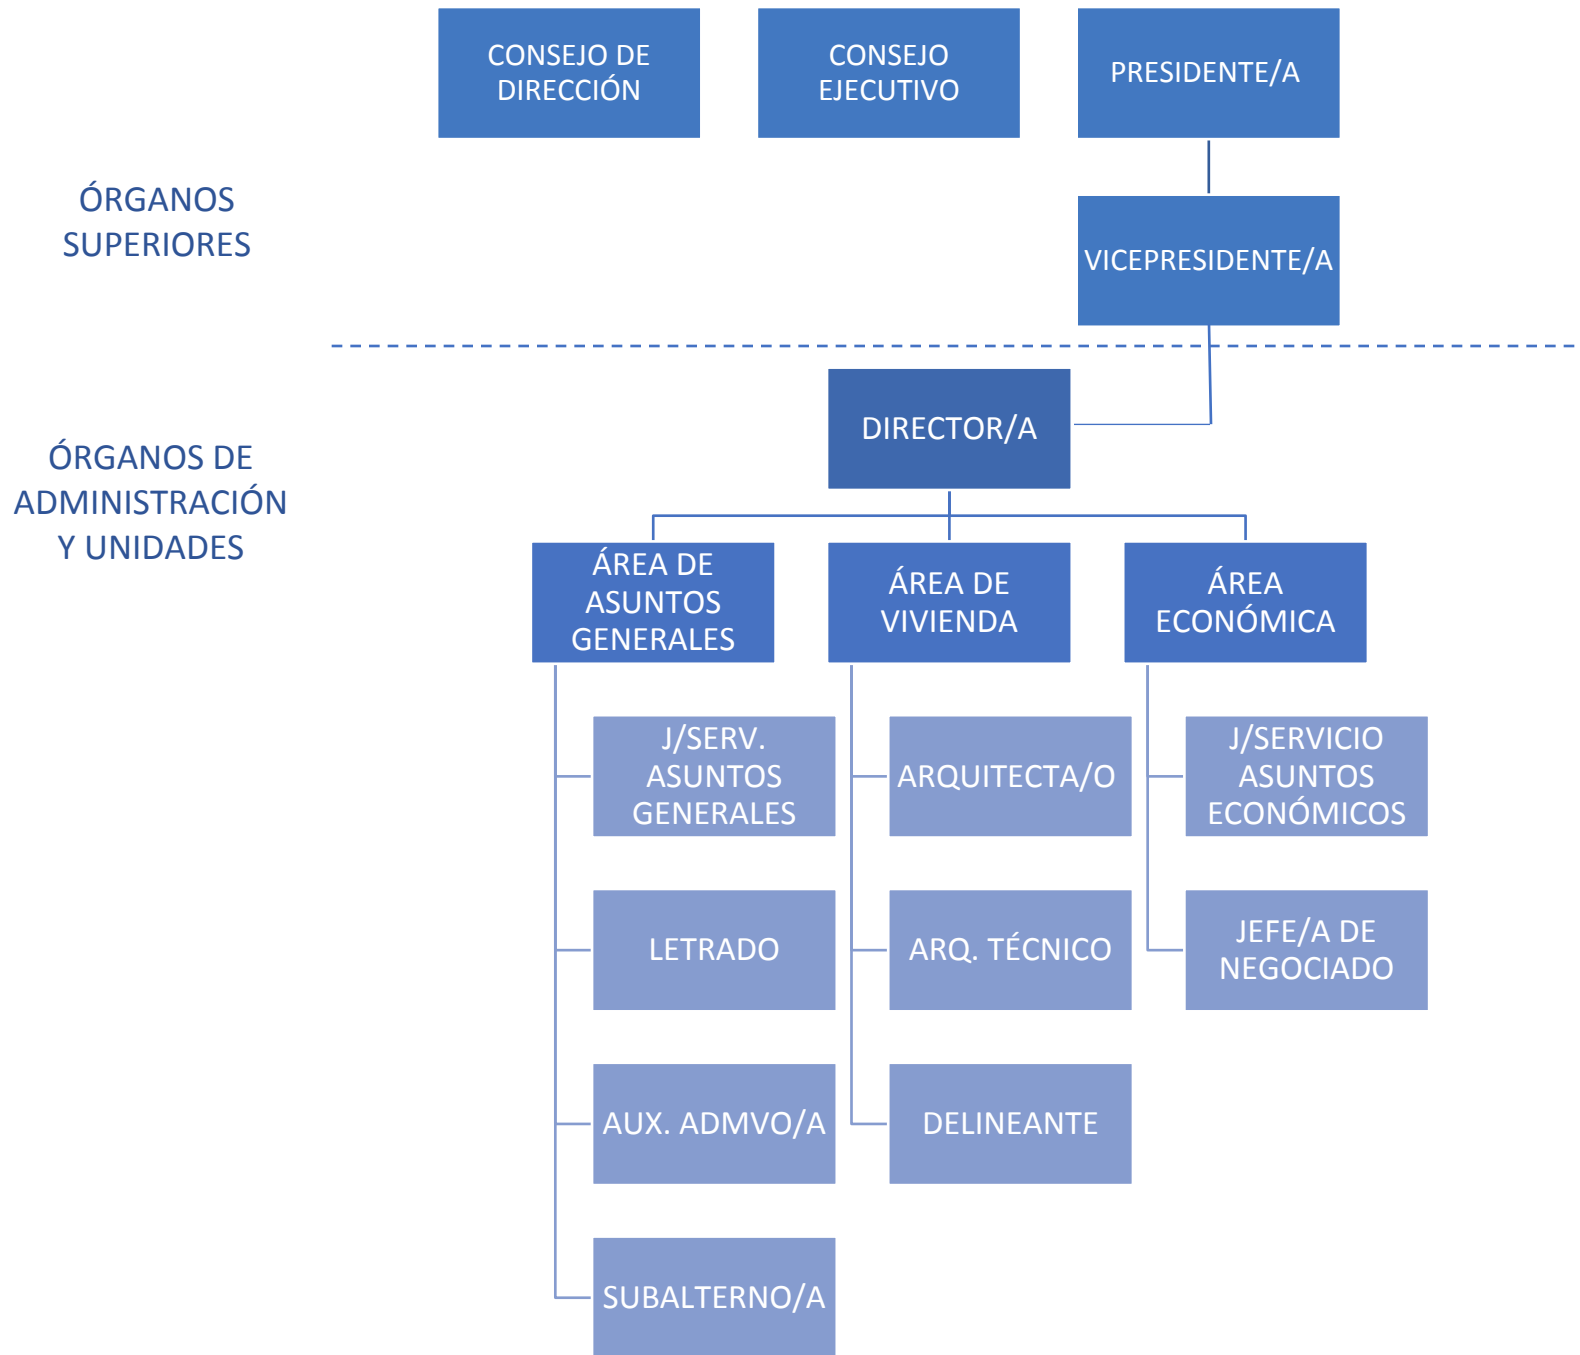 CONSEJO DE
DIRECCIÓN
CONSEJO
EJECUTIVO
PRESIDENTE/A
ÓRGANOS
SUPERIORES
VICEPRESIDENTE/A
DIRECTOR/A
ÓRGANOS DE
ADMINISTRACIÓN
Y UNIDADES
ÁREA DE
ASUNTOS
GENERALES
ÁREA DE
VIVIENDA
ÁREA
ECONÓMICA
J/SERV.
ASUNTOS
GENERALES
ARQUITECTA/O
J/SERVICIO
ASUNTOS
ECONÓMICOS
LETRADO
ARQ. TÉCNICO
JEFE/A DE
NEGOCIADO
AUX. ADMVO/A
DELINEANTE
SUBALTERNO/A